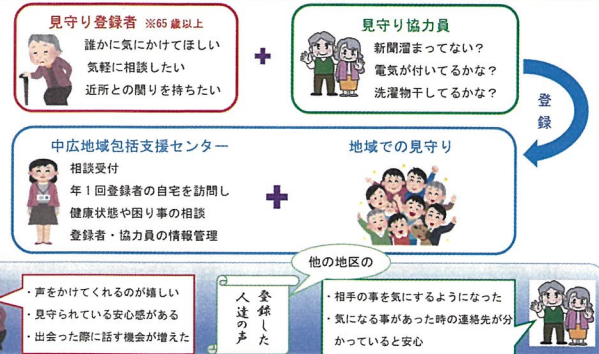 見守り登録者 ※65歳以上
誰かに気にかけてほしい
気軽に相談したい
近所との関りを持ちたい
+
見守り協力員
新聞溜まってない?
電気が付いてるかな?
洗濯物干してるかな?
登録
中広地域包括支援センター
相談受付
年1回登録者の自宅を訪問し
健康状態や困り事の相談
登録者・協力員の情報管理
+
地域での見守り
他の地区の
登録した
人達の声
・声をかけてくれるのが嬉しい
・見守られている安心感がある
・出会った際に話す機会が増えた
・相手の事を気にするようになった
・気になる事があった時の連絡先が分
かっていると安心